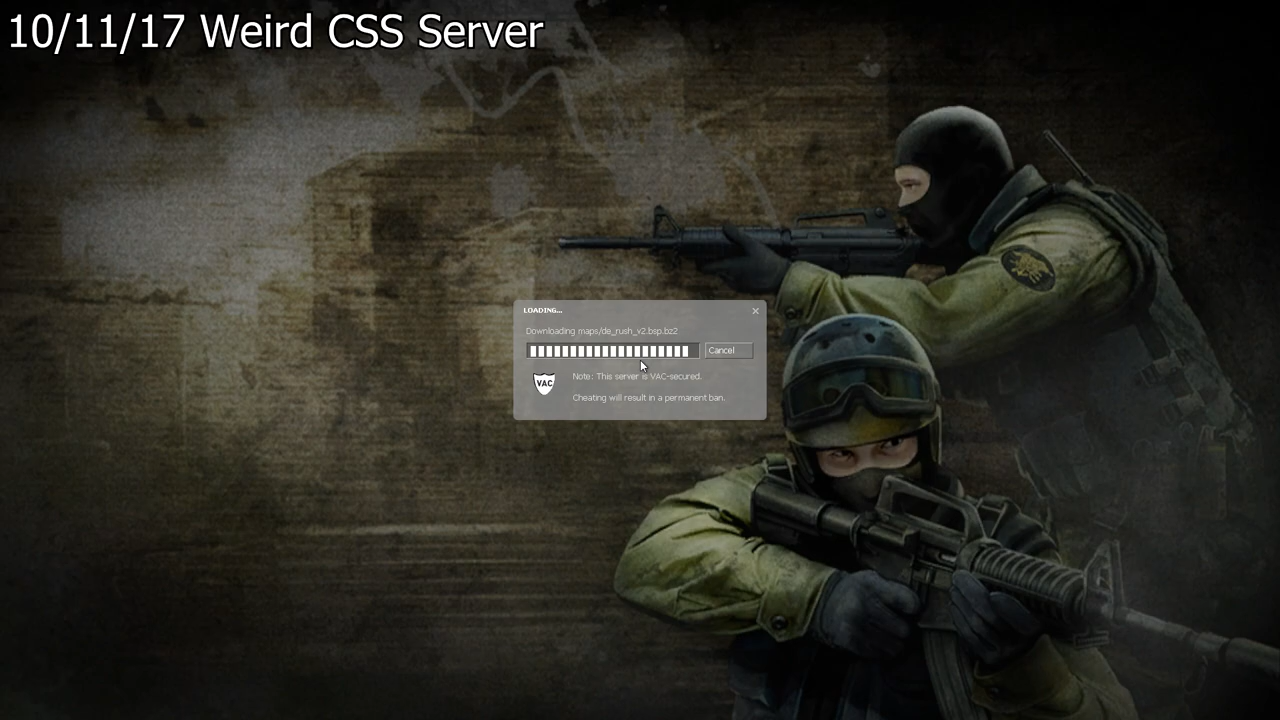 10/11/17 Weird CSS Server
LOADING...
Downloading maps/de_rush_v2.bsp.bz2
Cancel
VAC
Note: This server is VAC-secured.
Cheating will result in a permanent ban.